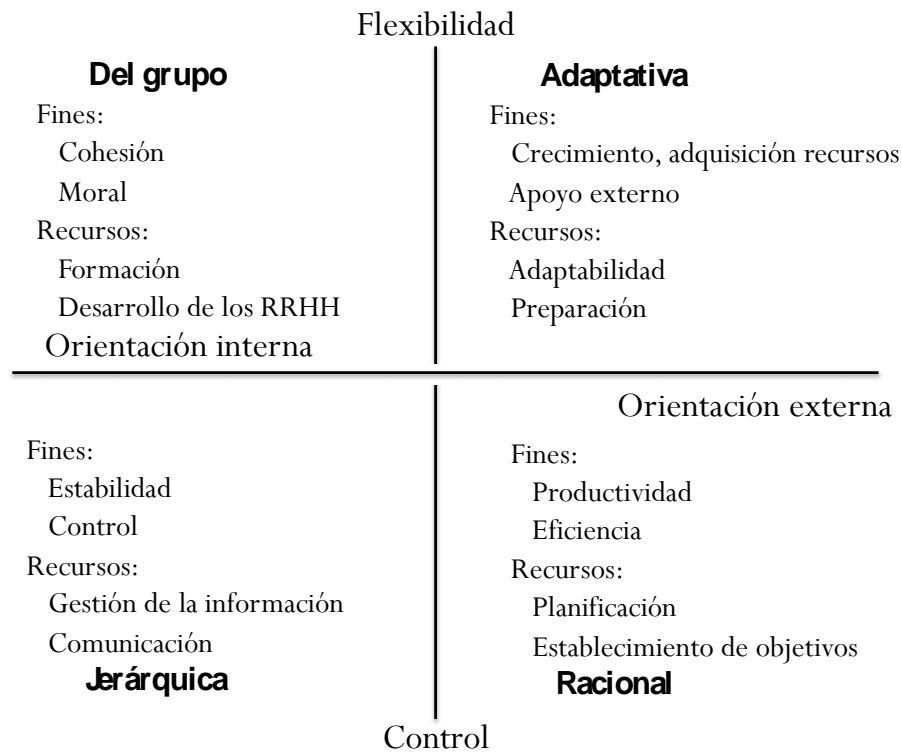 Flexibilidad
Del grupo
Fines:
Cohesión
Moral
Recursos:
Formación
Desarrollo de los RRHH
Orientación interna
Adaptativa
Fines:
Crecimiento, adquisición recursos
Apoyo externo
Recursos:
Adaptabilidad
Preparación
Fines:
Estabilidad
Control
Recursos:
Gestión de la información
Comunicación
Jerárquica
Orientación externa
Fines:
Productividad
Eficiencia
Recursos:
Planificación
Establecimiento de objetivos
Racional
Control